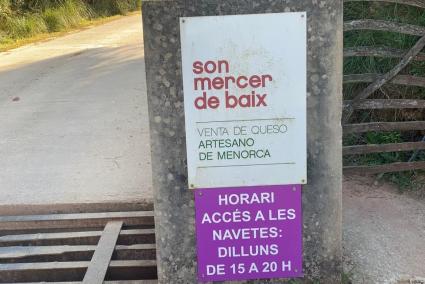 son
mercer
de baix
VENTA DE QUESO
ARTESANO
DE MENORCA
HORARI
ACCÉS A LES
NAVETES:
DILLUNS
DE 15 A 20 H